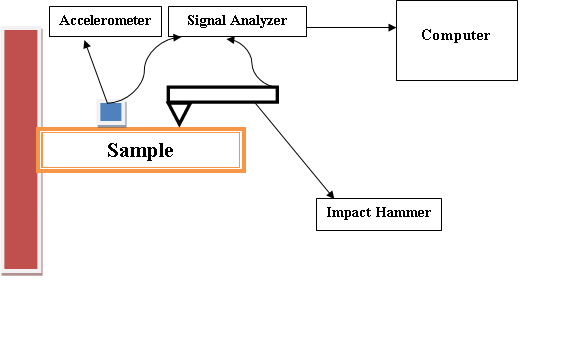 Accelerometer
Signal Analyzer
Computer
Sample
Impact Hammer